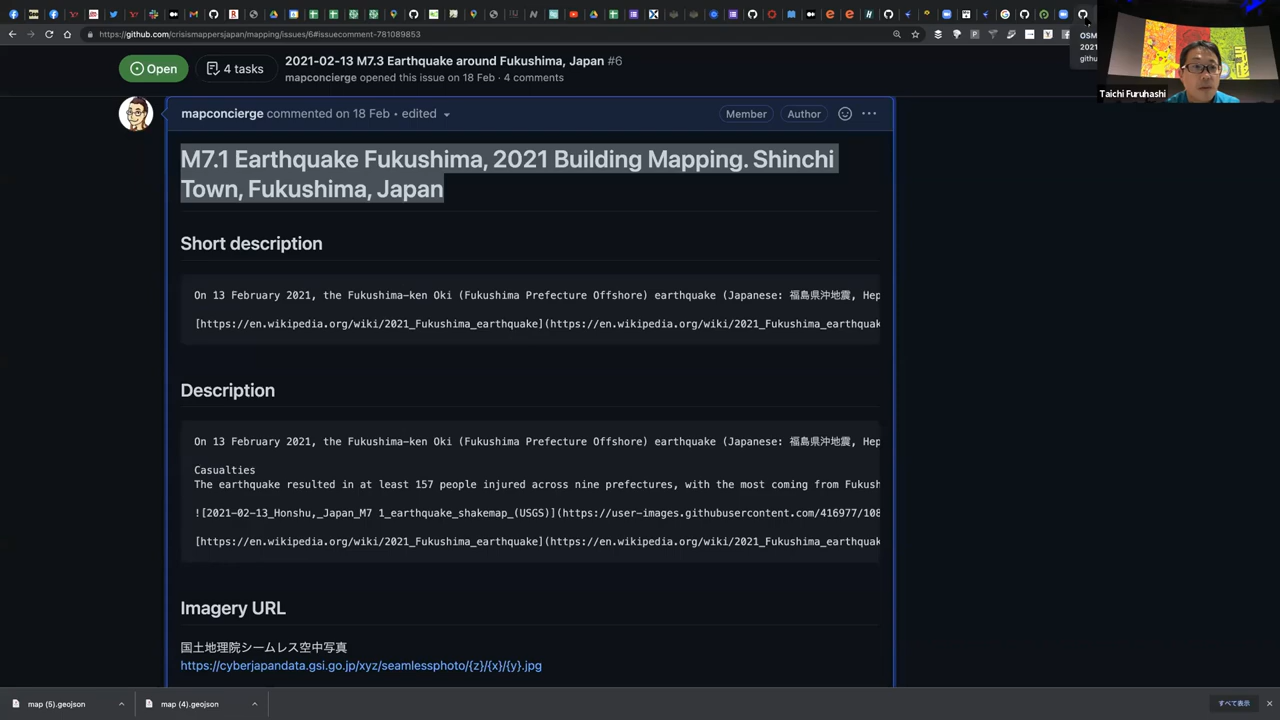 https://github.com/crisismappersjapan/mapping/issues/6#issuecomment-781089853
OSM
2021
githu
Taichi Furuhashi
Open
4 tasks
2021-02-13 M7.3 Earthquake around Fukushima, Japan #6
mapconcierge opened this issue on 18 Feb · 4 comments
mapconcierge commented on 18 Feb • edited
Member
Author
M7.1 Earthquake Fukushima, 2021 Building Mapping. Shinchi
Town, Fukushima, Japan
Short description
On 13 February 2021, the Fukushima-ken Oki (Fukushima Prefecture Offshore) earthquake (Japanese: 福島県沖地震, Hep
[https://en.wikipedia.org/wiki/2021_Fukushima_earthquake](https://en.wikipedia.org/wiki/2021_Fukushima_earthquak
Description
On 13 February 2021, the Fukushima-ken Oki (Fukushima Prefecture Offshore) earthquake (Japanese: 福島県沖地震, Hep
Casualties
The earthquake resulted in at least 157 people injured across nine prefectures, with the most coming from Fukush
![2021-02-13_Honshu,_Japan_M7 1_earthquake_shakemap_(USGS)](https://user-images.githubusercontent.com/416977/108
[https://en.wikipedia.org/wiki/2021_Fukushima_earthquake](https://en.wikipedia.org/wiki/2021_Fukushima_earthquak
Imagery URL
国土地理院シームレス空中写真
https://cyberjapandata.gsi.go.jp/xyz/seamlessphoto/{z}/{x}/{y}.jpg
map (5).geojson
map (4).geojson
すべて表示